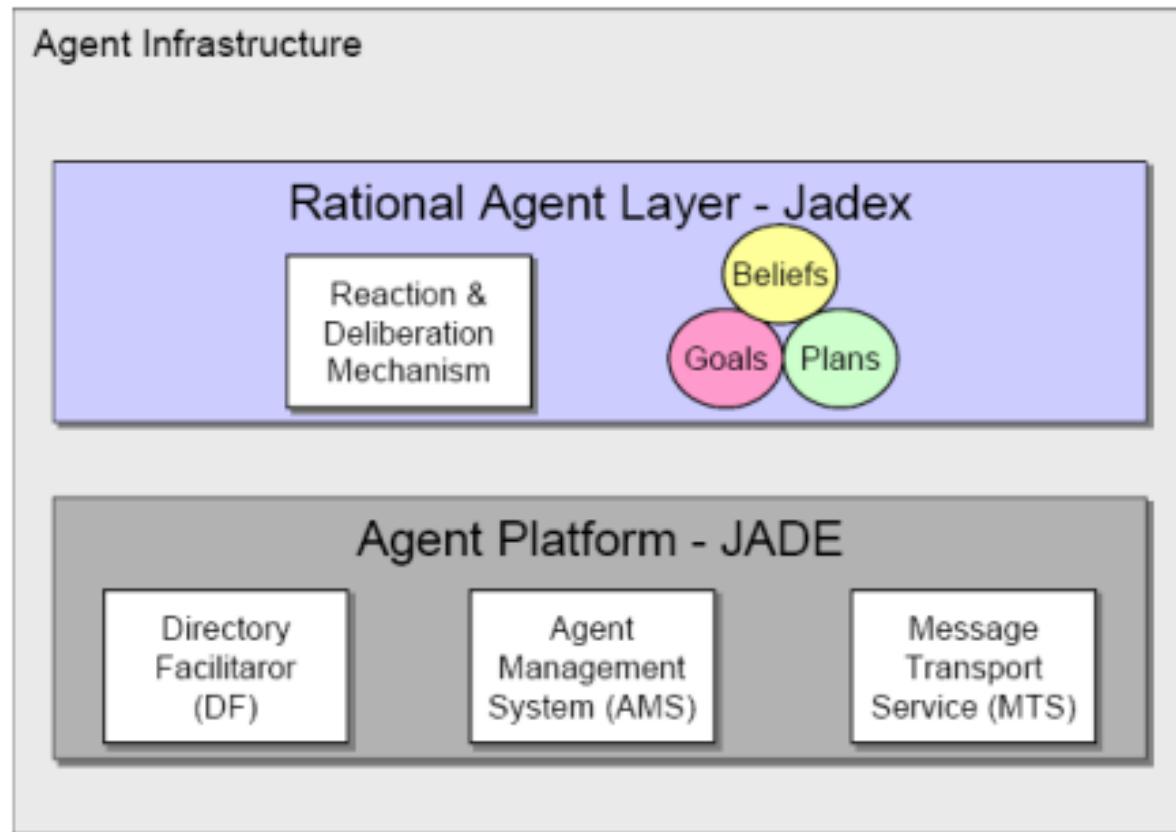 Agent Infrastructure
Rational Agent Layer - Jadex
Reaction &
Deliberation
Mechanism
Beliefs
Goals
Plans
Agent Platform - JADE
Directory
Facilitaror
(DF)
Agent
Management
System (AMS)
Message
Transport
Service (MTS)